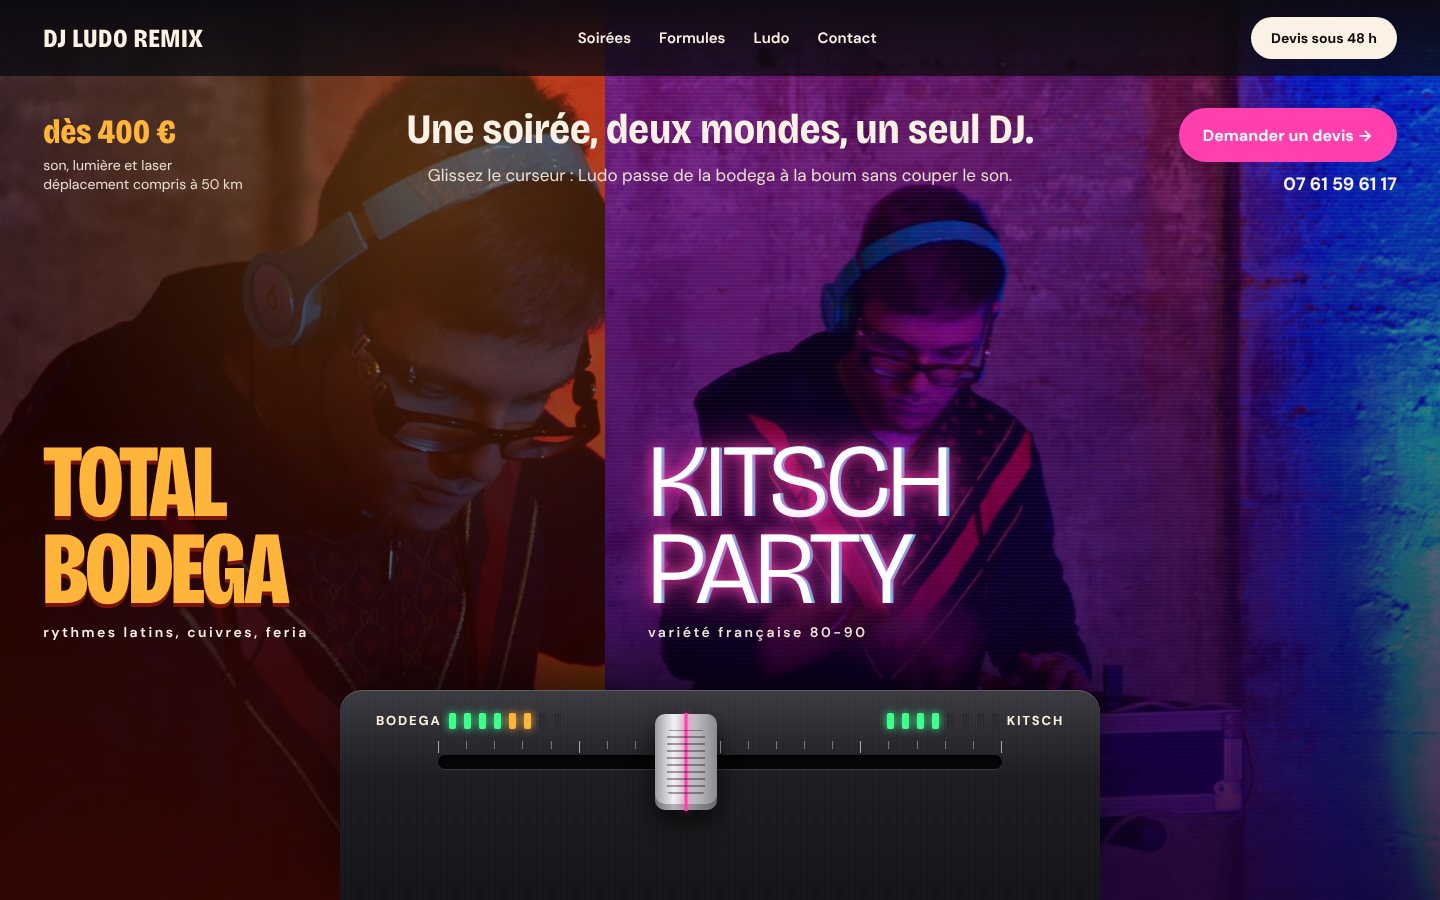 DJ LUDO REMIX
Soirées Formules Ludo Contact
Devis sous 48 h
dès 400 €
son, lumière et laser
déplacement compris à 50 km
Une soirée, deux mondes, un seul DJ.
Glissez le curseur : Ludo passe de la bodega à la boum sans couper le son.
Demander un devis →
07 61 59 61 17
TOTAL
BODEGA
rythmes latins, cuivres, feria
KITSCH
PARTY
variété française 80-90
BODEGA
KITSCH